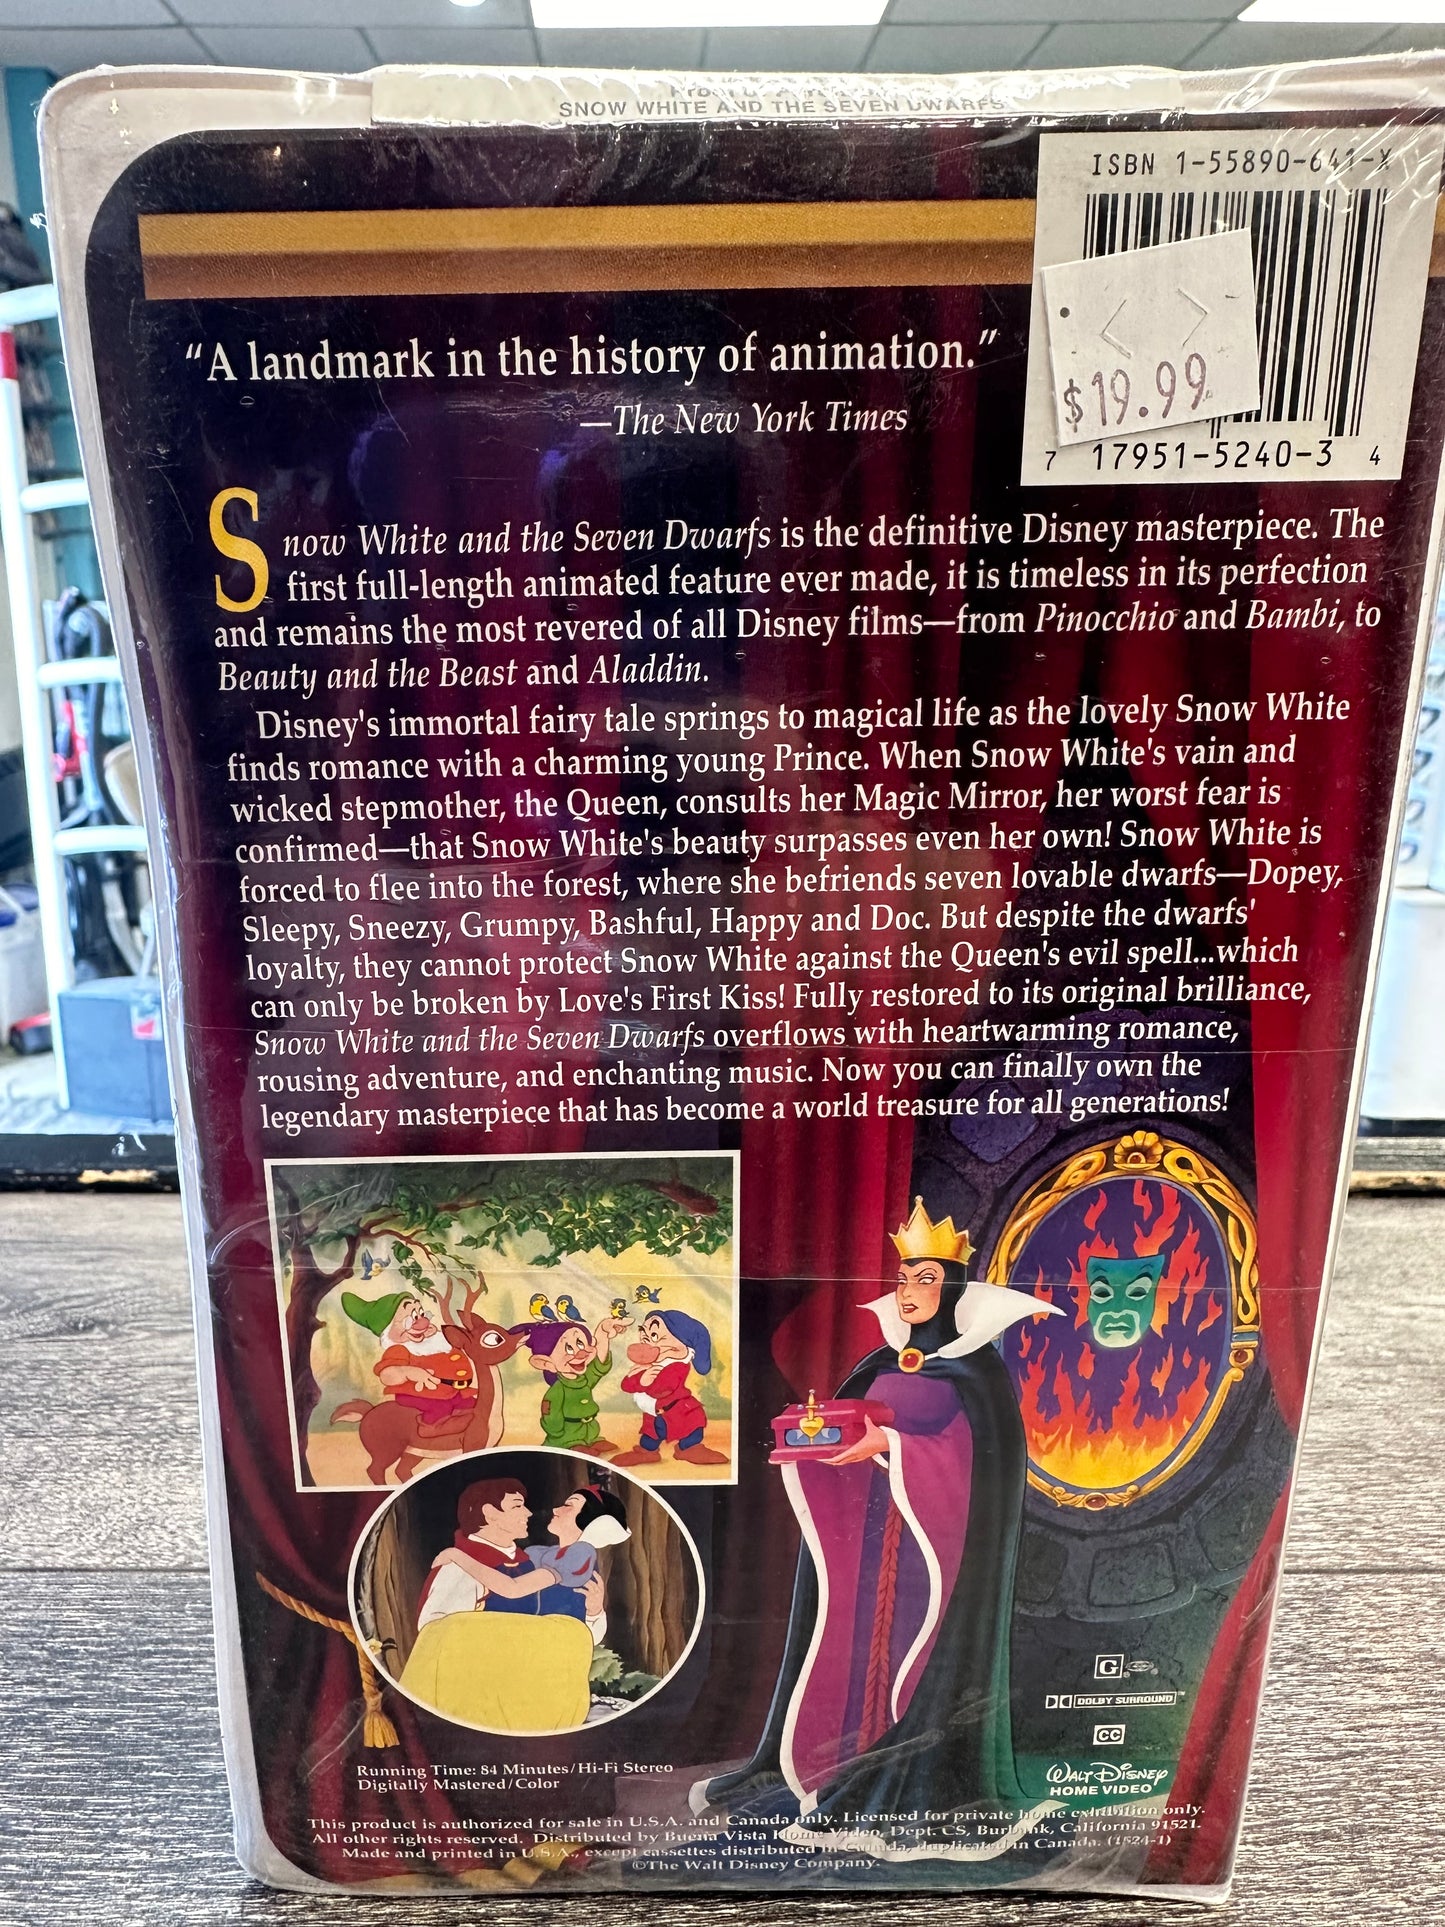 SNOW WHITE AND THE SEVEN DWARFS
ISBN 1-55890-641-X
$19.99
7 17951-5240-3 4
"A landmark in the history of animation."
—The New York Times
Snow White and the Seven Dwarfs is the definitive Disney masterpiece. The
first full-length animated feature ever made, it is timeless in its perfection
and remains the most revered of all Disney films—from Pinocchio and Bambi, to
Beauty and the Beast and Aladdin.
Disney's immortal fairy tale springs to magical life as the lovely Snow White
finds romance with a charming young Prince. When Snow White's vain and
wicked stepmother, the Queen, consults her Magic Mirror, her worst fear is
confirmed—that Snow White's beauty surpasses even her own! Snow White is
forced to flee into the forest, where she befriends seven lovable dwarfs—Dopey,
Sleepy, Sneezy, Grumpy, Bashful, Happy and Doc. But despite the dwarfs'
loyalty, they cannot protect Snow White against the Queen's evil spell...which
can only be broken by Love's First Kiss! Fully restored to its original brilliance,
Snow White and the Seven Dwarfs overflows with heartwarming romance,
rousing adventure, and enchanting music. Now you can finally own the
legendary masterpiece that has become a world treasure for all generations!
G
DOLBY SURROUND™
CC
WALT DISNEY
HOME VIDEO
Running Time: 84 Minutes/Hi-Fi Stereo
Digitally Mastered/Color
This product is authorized for sale in U.S.A. and Canada only. Licensed for private home exhibition only.
All other rights reserved. Distributed by Buena Vista Home Video, Dept. CS, Burbank, California 91521.
Made and printed in U.S.A., except cassettes distributed in Canada, duplicated in Canada. (1524-1)
©The Walt Disney Company.